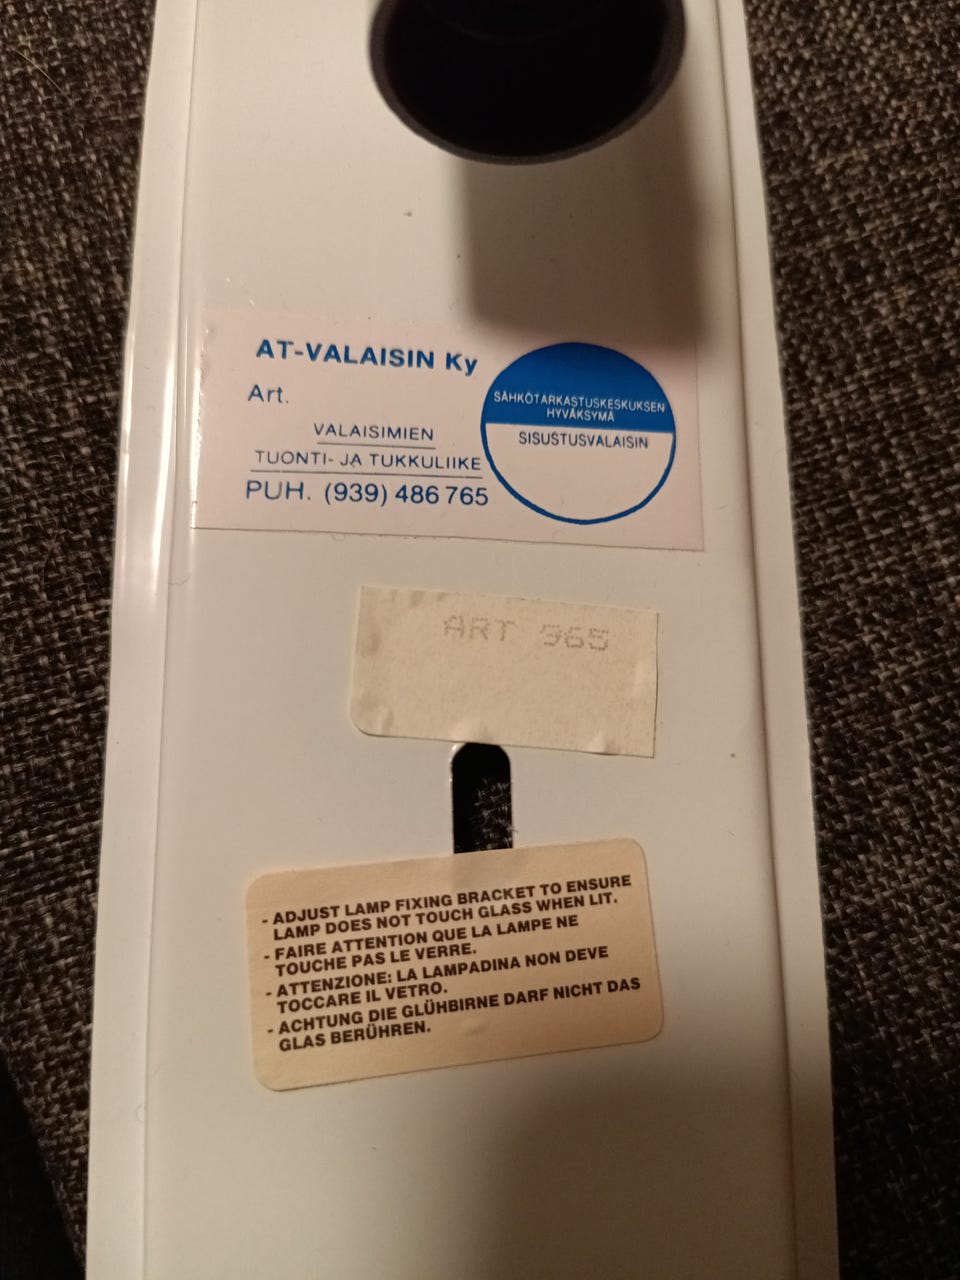 AT-VALAISIN Ky
Art.
VALAISIMIEN
TUONTI- JA TUKKULIIKE
PUH. (939) 486 765
SÄHKÖTARKASTUSKESKUKSEN
HYVÄKSYMÄ
SISUSTUSVALAISIN
ART 965
- ADJUST LAMP FIXING BRACKET TO ENSURE
LAMP DOES NOT TOUCH GLASS WHEN LIT.
- FAIRE ATTENTION QUE LA LAMPE NE
TOUCHE PAS LE VERRE.
- ATTENZIONE: LA LAMPADINA NON DEVE
TOCCARE IL VETRO.
- ACHTUNG DIE GLÜHBIRNE DARF NICHT DAS
GLAS BERÜHREN.